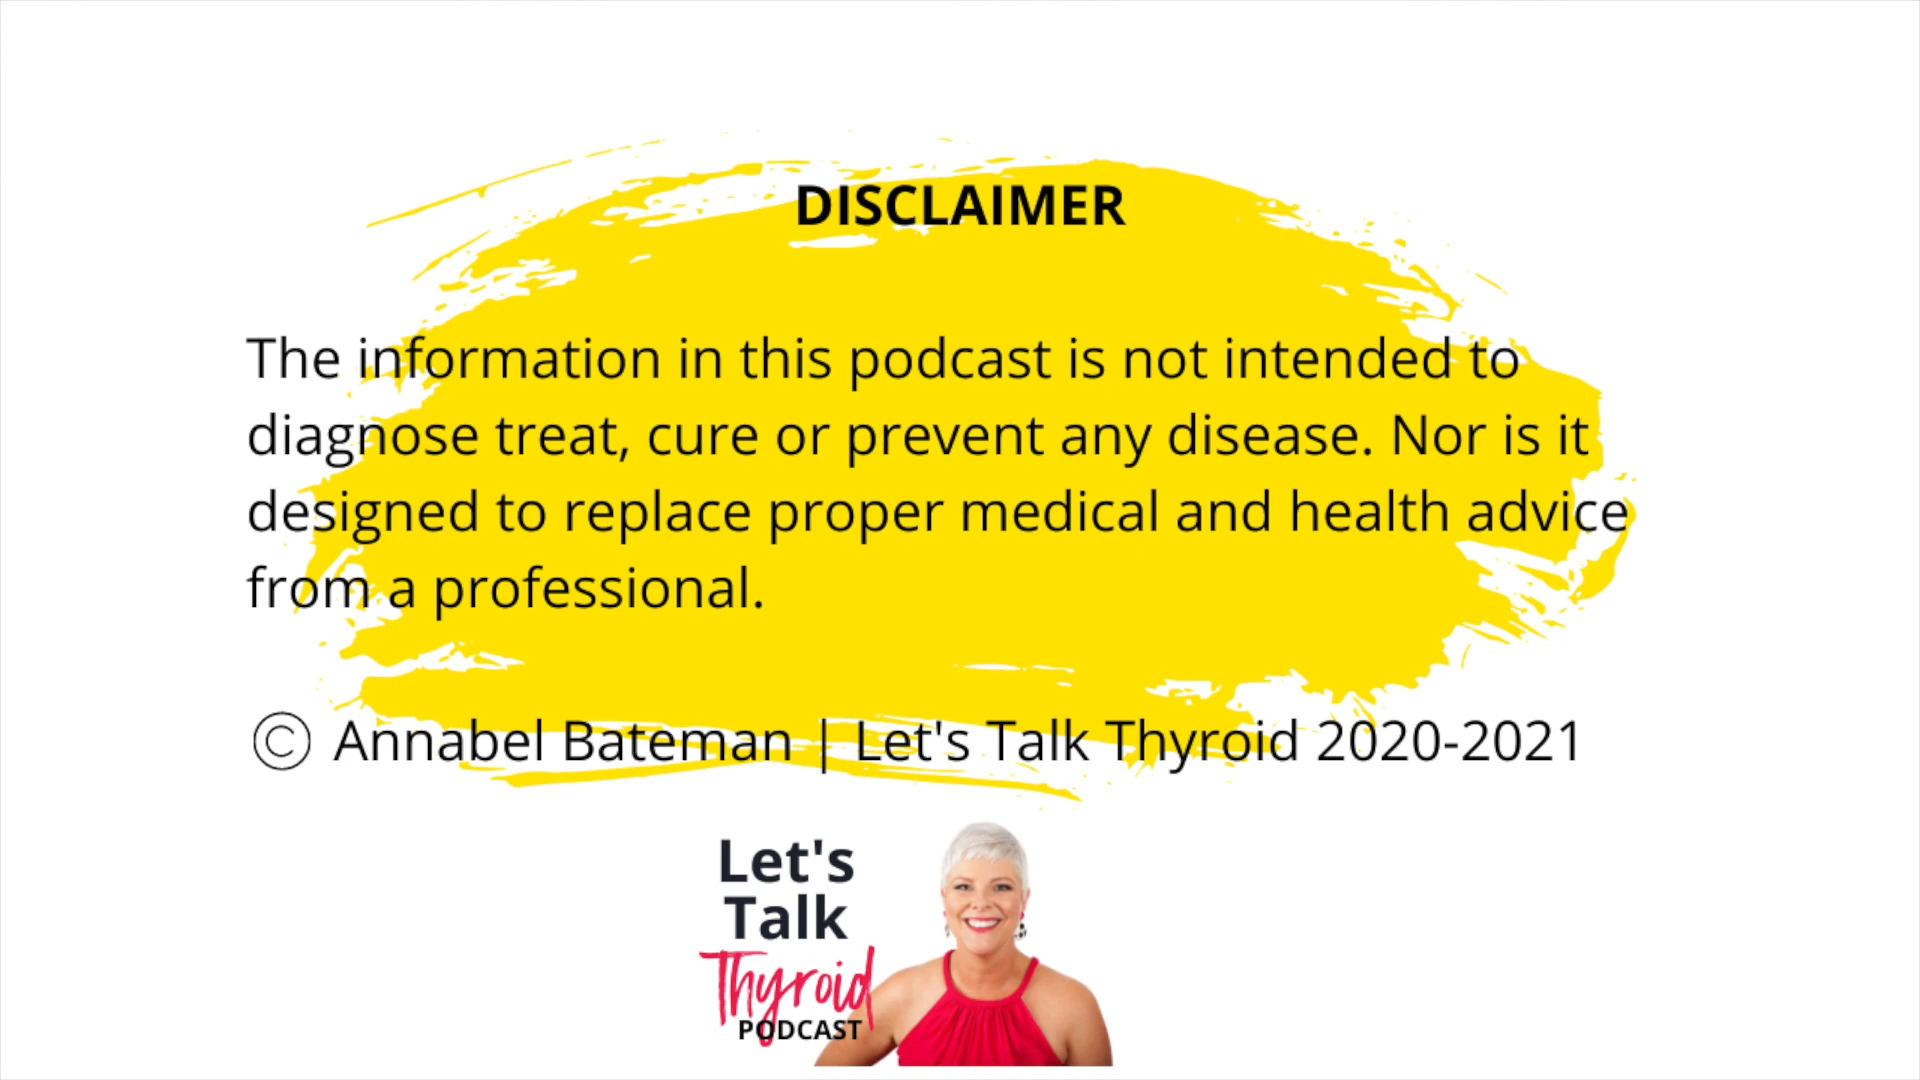 DISCLAIMER
The information in this podcast is not intended to
diagnose treat, cure or prevent any disease. Nor is it
designed to replace proper medical and health advice
from a professional.
© Annabel Bateman | Let's Talk Thyroid 2020-2021
Let's
Talk
Thyroid
PODCAST